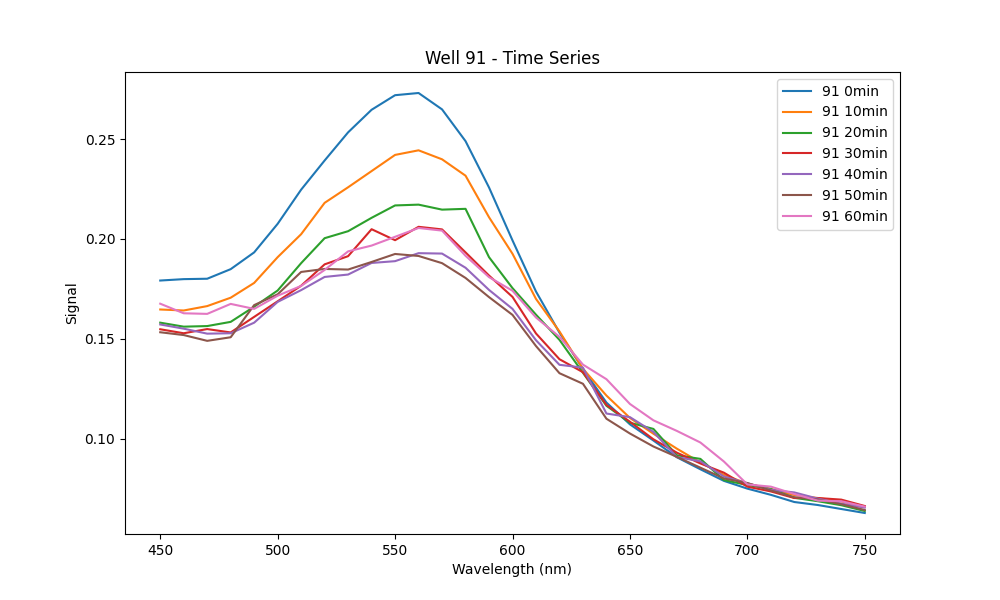 Well 91 - Time Series
91 0min
91 10min
91 20min
91 30min
91 40min
91 50min
91 60min
0.25
0.20
0.15
0.10
Signal
450 500 550 600 650 700 750
Wavelength (nm)